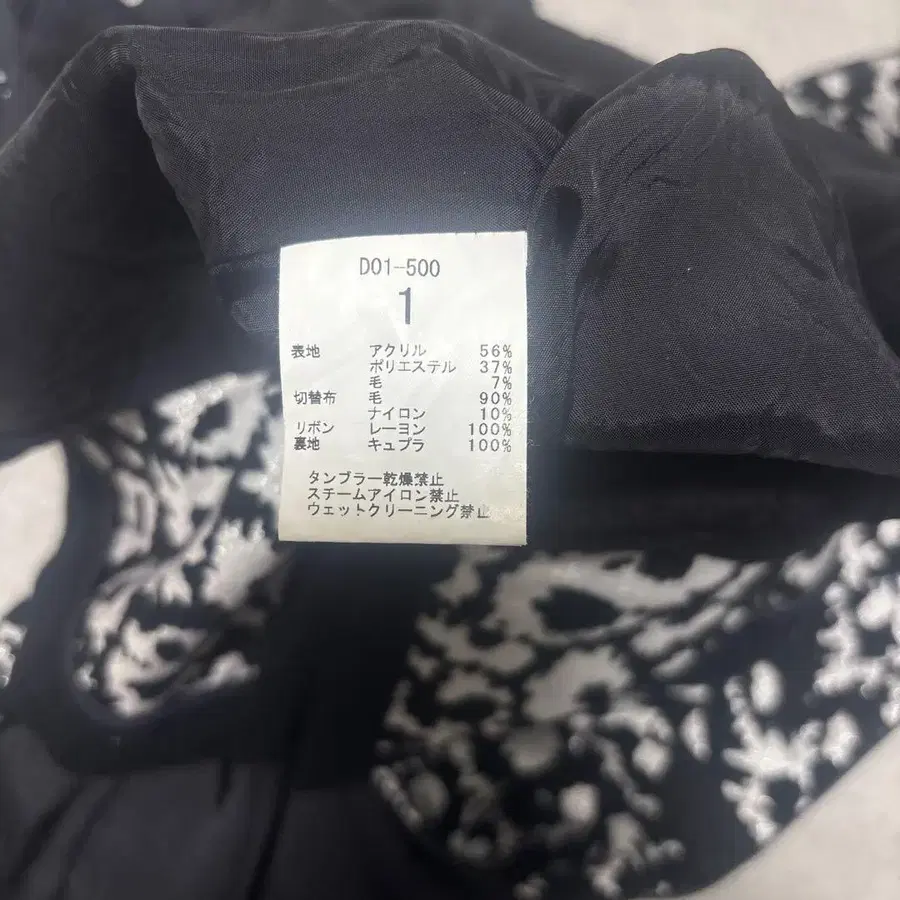 D01-500
1
表地 アクリル 56%
ポリエステル 37%
毛 7%
切替布 毛 90%
ナイロン 10%
リボン レーヨン 100%
裏地 キュプラ 100%
タンブラー乾燥禁止
スチームアイロン禁止
ウェットクリーニング禁止